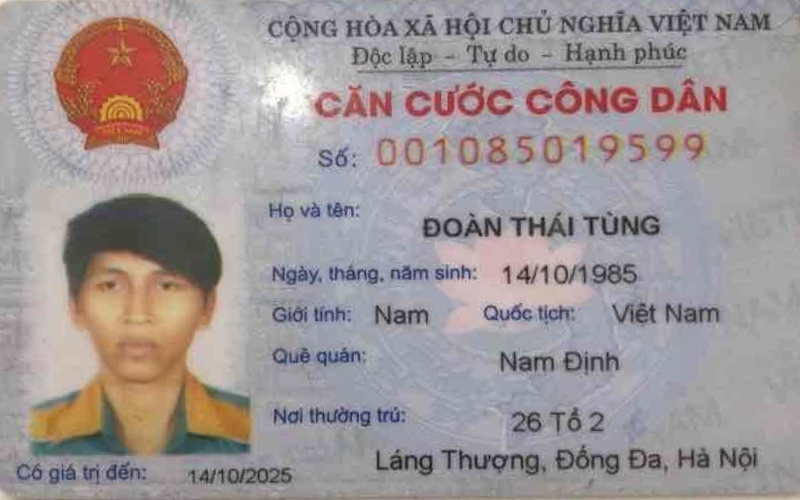 CỘNG HÒA XÃ HỘI CHỦ NGHĨA VIỆT NAM
Độc lập - Tự do - Hạnh phúc
CĂN CƯỚC CÔNG DÂN
Số: 001085019599
Họ và tên: ĐOÀN THÁI TÙNG
Ngày, tháng, năm sinh: 14/10/1985
Giới tính: Nam Quốc tịch: Việt Nam
Quê quán: Nam Định
Nơi thường trú: 26 Tổ 2
Láng Thượng, Đống Đa, Hà Nội
Có giá trị đến: 14/10/2025